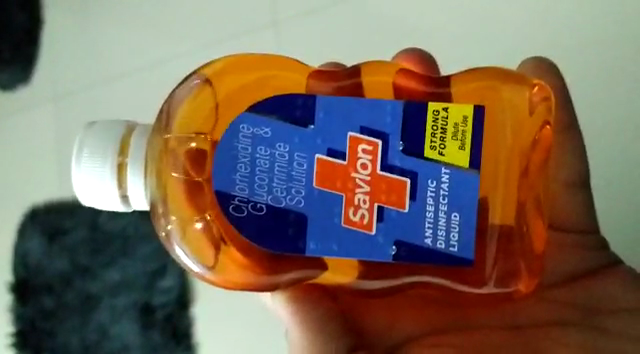 Chlorhexidine
Gluconate &
Cetrimide
Solution
Savlon
STRONG
FORMULA
Dilute
Before Use
ANTISEPTIC
DISINFECTANT
LIQUID